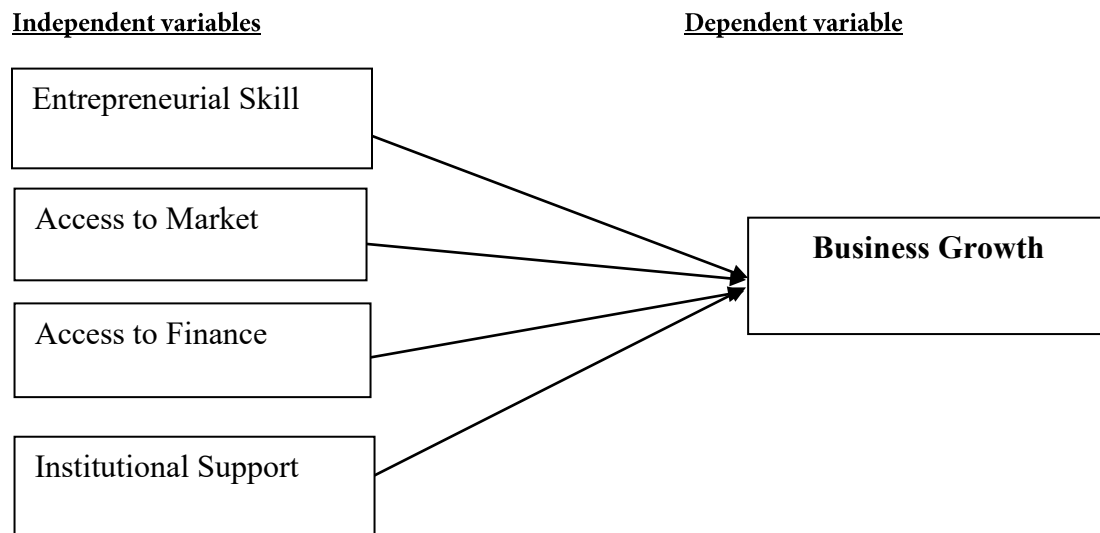 Independent variables
Dependent variable
Entrepreneurial Skill
Access to Market
Business Growth
Access to Finance
Institutional Support